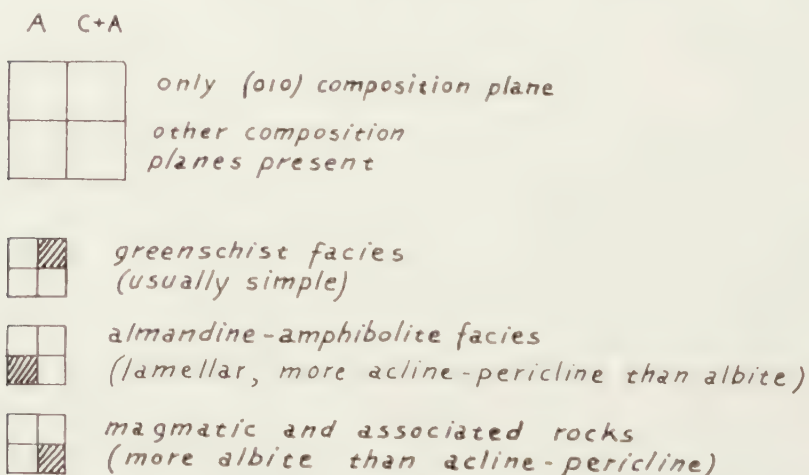 A C+A
only (010) composition plane
other composition
planes present
greenschist facies
(usually simple)
almandine-amphibolite facies
(lamellar, more acline-pericline than albite)
magmatic and associated rocks
(more albite than acline-pericline)